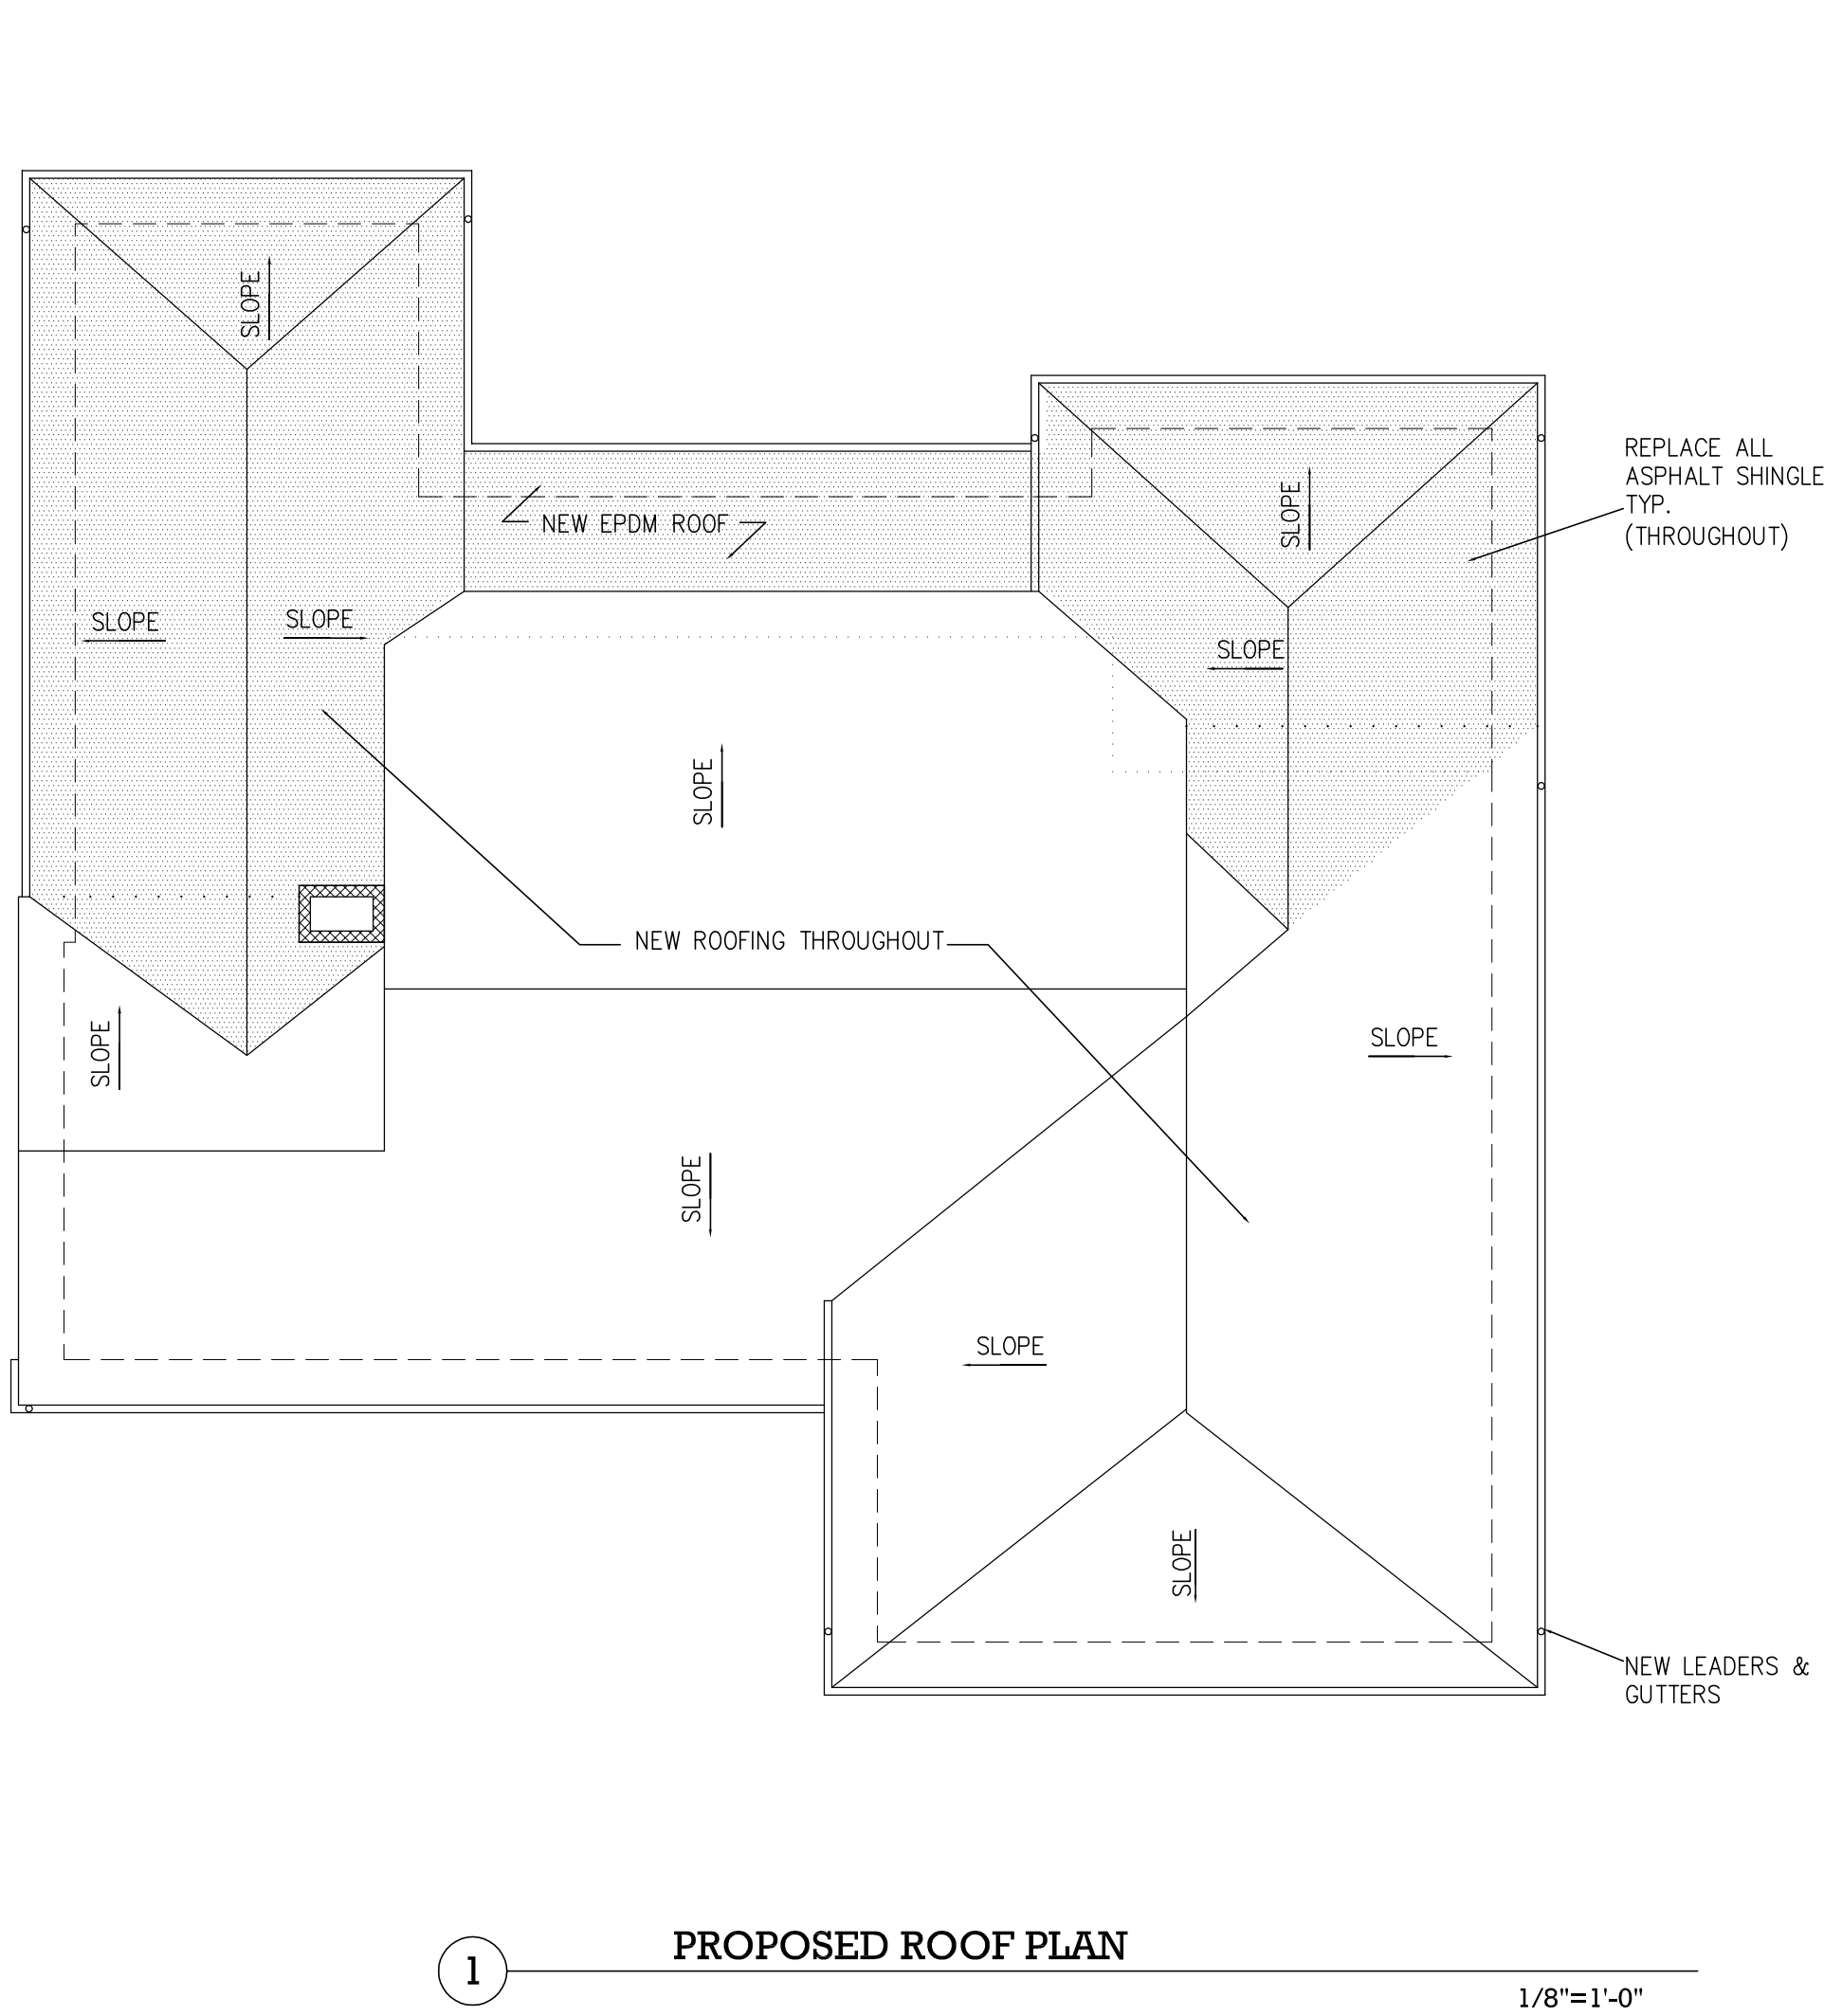 SLOPE
REPLACE ALL
ASPHALT SHINGLE
TYP.
(THROUGHOUT)
SLOPE
NEW EPDM ROOF
SLOPE
SLOPE
SLOPE
SLOPE
NEW ROOFING THROUGHOUT
SLOPE
SLOPE
SLOPE
SLOPE
SLOPE
NEW LEADERS &
GUTTERS
PROPOSED ROOF PLAN
1
1/8"=1'-0"